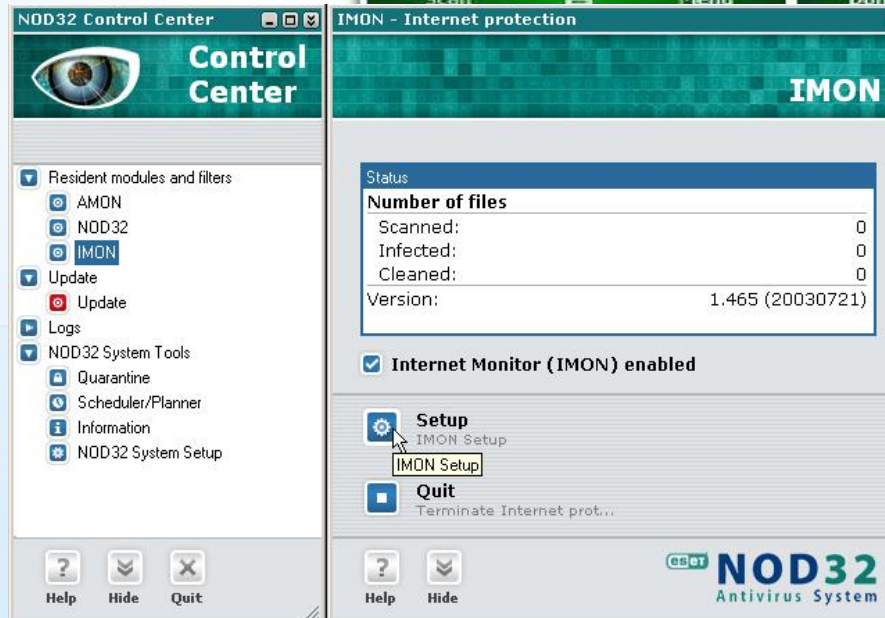 NOD32 Control Center
Control
Center
Resident modules and filters
AMON
NOD32
IMON
Update
Update
Logs
NOD32 System Tools
Quarantine
Scheduler/Planner
Information
NOD32 System Setup
Help Hide Quit
IMON - Internet protection
IMON
Status
Number of files
Scanned: 0
Infected: 0
Cleaned: 0
Version: 1.465 (20030721)
Internet Monitor (IMON) enabled
Setup
IMON Setup
IMON Setup
Quit
Terminate Internet prot...
Help Hide
eset NOD32
Antivirus System